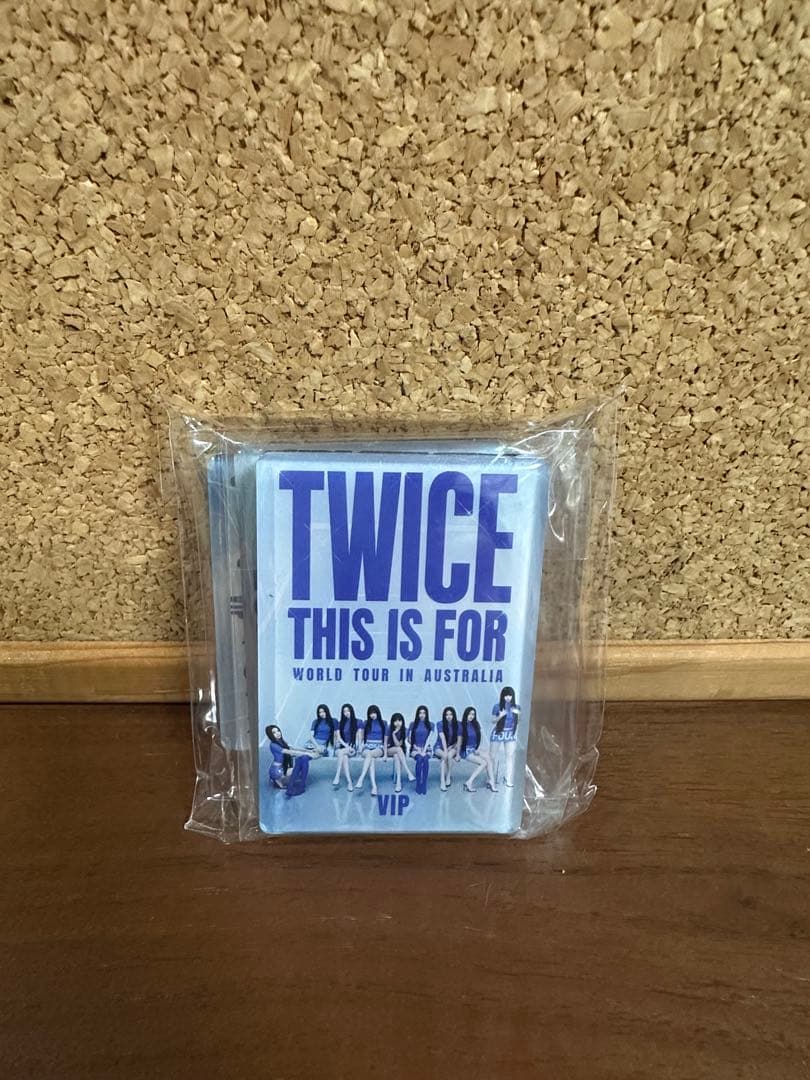 TWICE
THIS IS FOR
WORLD TOUR IN AUSTRALIA
VIP